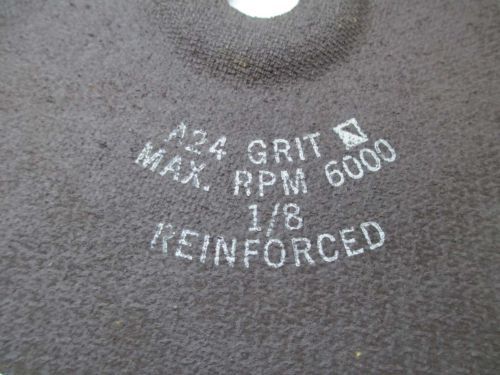 A24 GRIT
MAX. RPM 6000
1/8
REINFORCED